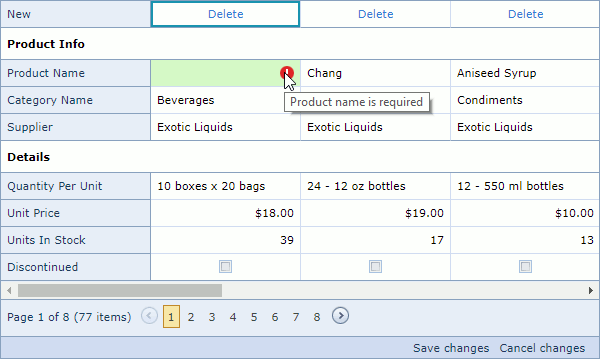 New Delete Delete Delete
Product Info
Product Name Chang Aniseed Syrup
Product name is required
Category Name Beverages Condiments
Supplier Exotic Liquids Exotic Liquids Exotic Liquids
Details
Quantity Per Unit 10 boxes x 20 bags 24 - 12 oz bottles 12 - 550 ml bottles
Unit Price $18.00 $19.00 $10.00
Units In Stock 39 17 13
Discontinued
Page 1 of 8 (77 items) 1 2 3 4 5 6 7 8
Save changes Cancel changes